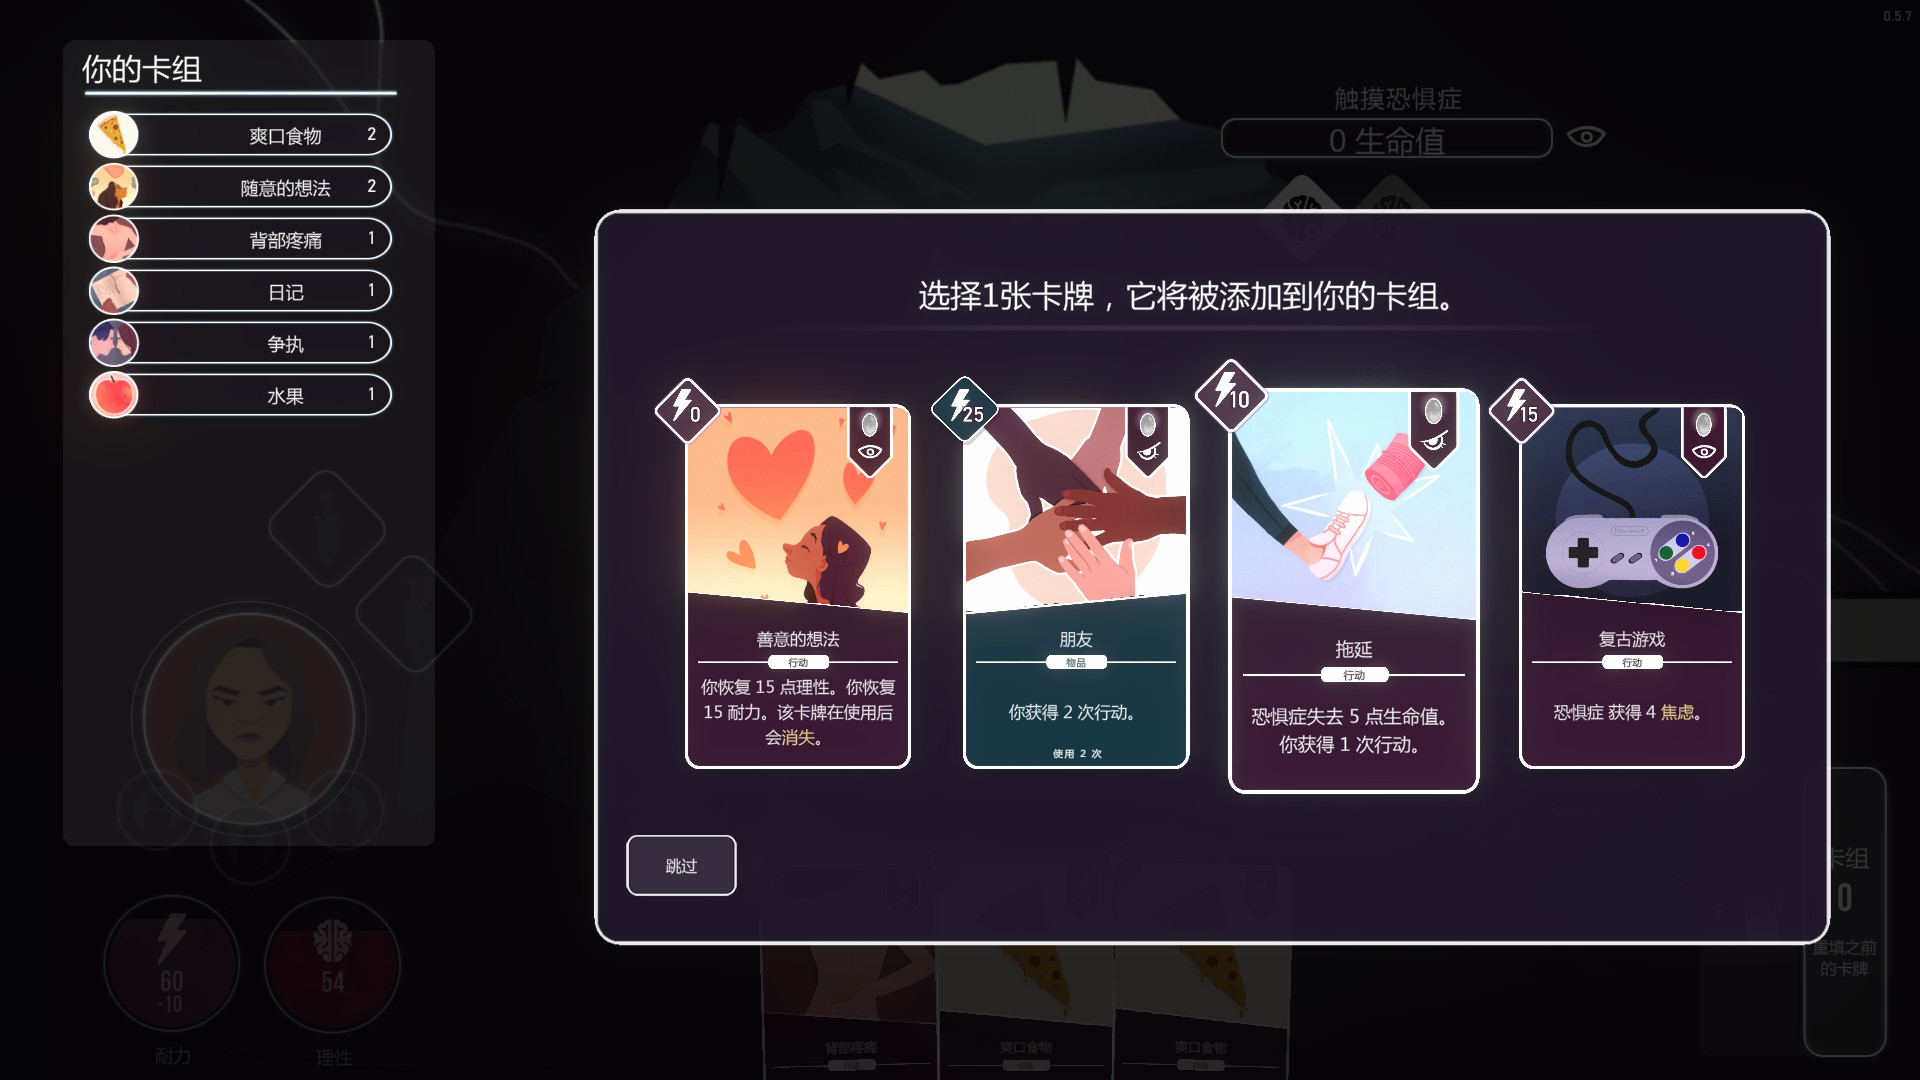 0.5.7
你的卡组
爽口食物 2
随意的想法 2
背部疼痛 1
日记 1
争执 1
水果 1
触摸恐惧症
0 生命值
选择1张卡牌，它将被添加到你的卡组。
0
善意的想法
行动
你恢复 15 点理性。你恢复
15 耐力。该卡牌在使用后
会消失。
25
朋友
物品
你获得 2 次行动。
使用 2 次
10
拖延
行动
恐惧症失去 5 点生命值。
你获得 1 次行动。
15
复古游戏
行动
恐惧症 获得 4 焦虑。
跳过
60
-10
耐力
54
理性
背部疼痛
爽口食物
爽口食物
卡组
0
重填之前
的卡牌